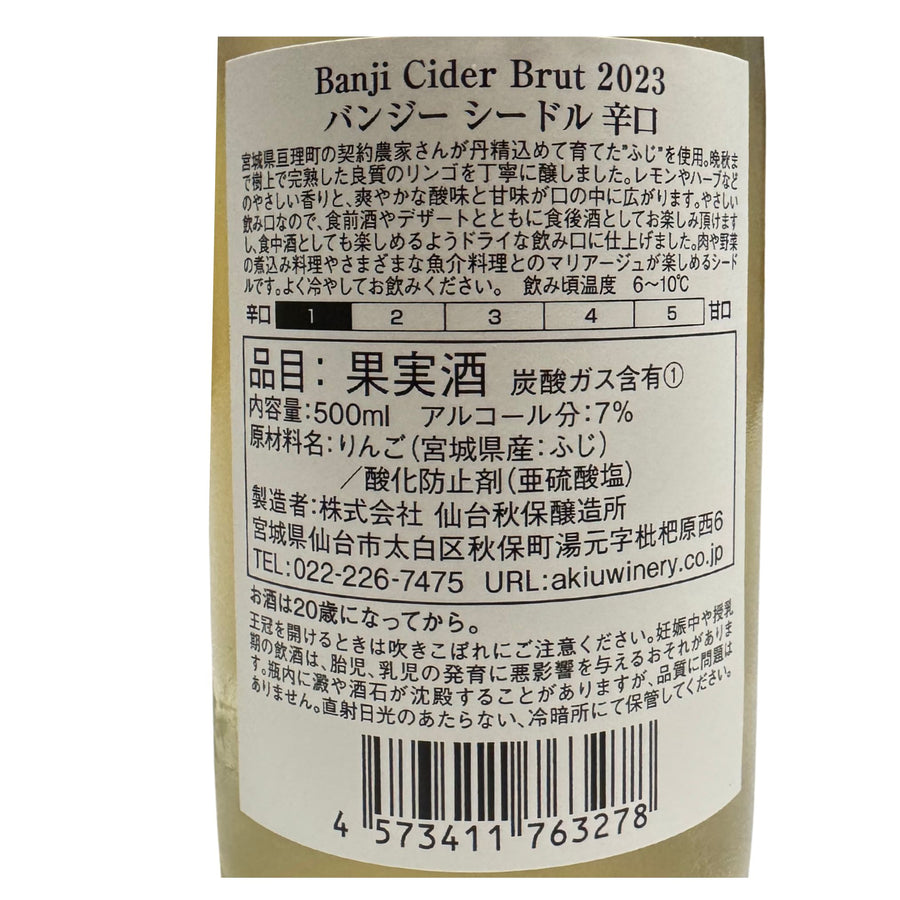 Banji Cider Brut 2023
バンジー シードル 辛口
宮城県亘理町の契約農家さんが丹精込めて育てた"ふじ"を使用。晩秋ま
で樹上で完熟した良質のリンゴを丁寧に醸しました。レモンやハーブなど
のやさしい香りと、爽やかな酸味と甘味が口の中に広がります。やさしい
飲み口なので、食前酒やデザートとともに食後酒としてお楽しみ頂けます
し、食中酒としても楽しめるようドライな飲み口に仕上げました。肉や野菜
の煮込み料理やさまざまな魚介料理とのマリアージュが楽しめるシード
ルです。よく冷やしてお飲みください。 飲み頃温度 6〜10℃
辛口 1 2 3 4 5 甘口
品目：果実酒 炭酸ガス含有①
内容量：500ml アルコール分：7%
原材料名：りんご（宮城県産：ふじ）
／酸化防止剤（亜硫酸塩）
製造者：株式会社 仙台秋保醸造所
宮城県仙台市太白区秋保町湯元字枇杷原西6
TEL：022-226-7475 URL：akiuwinery.co.jp
お酒は20歳になってから。
王冠を開けるときは吹きこぼれにご注意ください。妊娠中や授乳
期の飲酒は、胎児、乳児の発育に悪影響を与えるおそれがありま
す。瓶内に澱や酒石が沈殿することがありますが、品質に問題は
ありません。直射日光のあたらない、冷暗所にて保管してください。
4 573411 763278